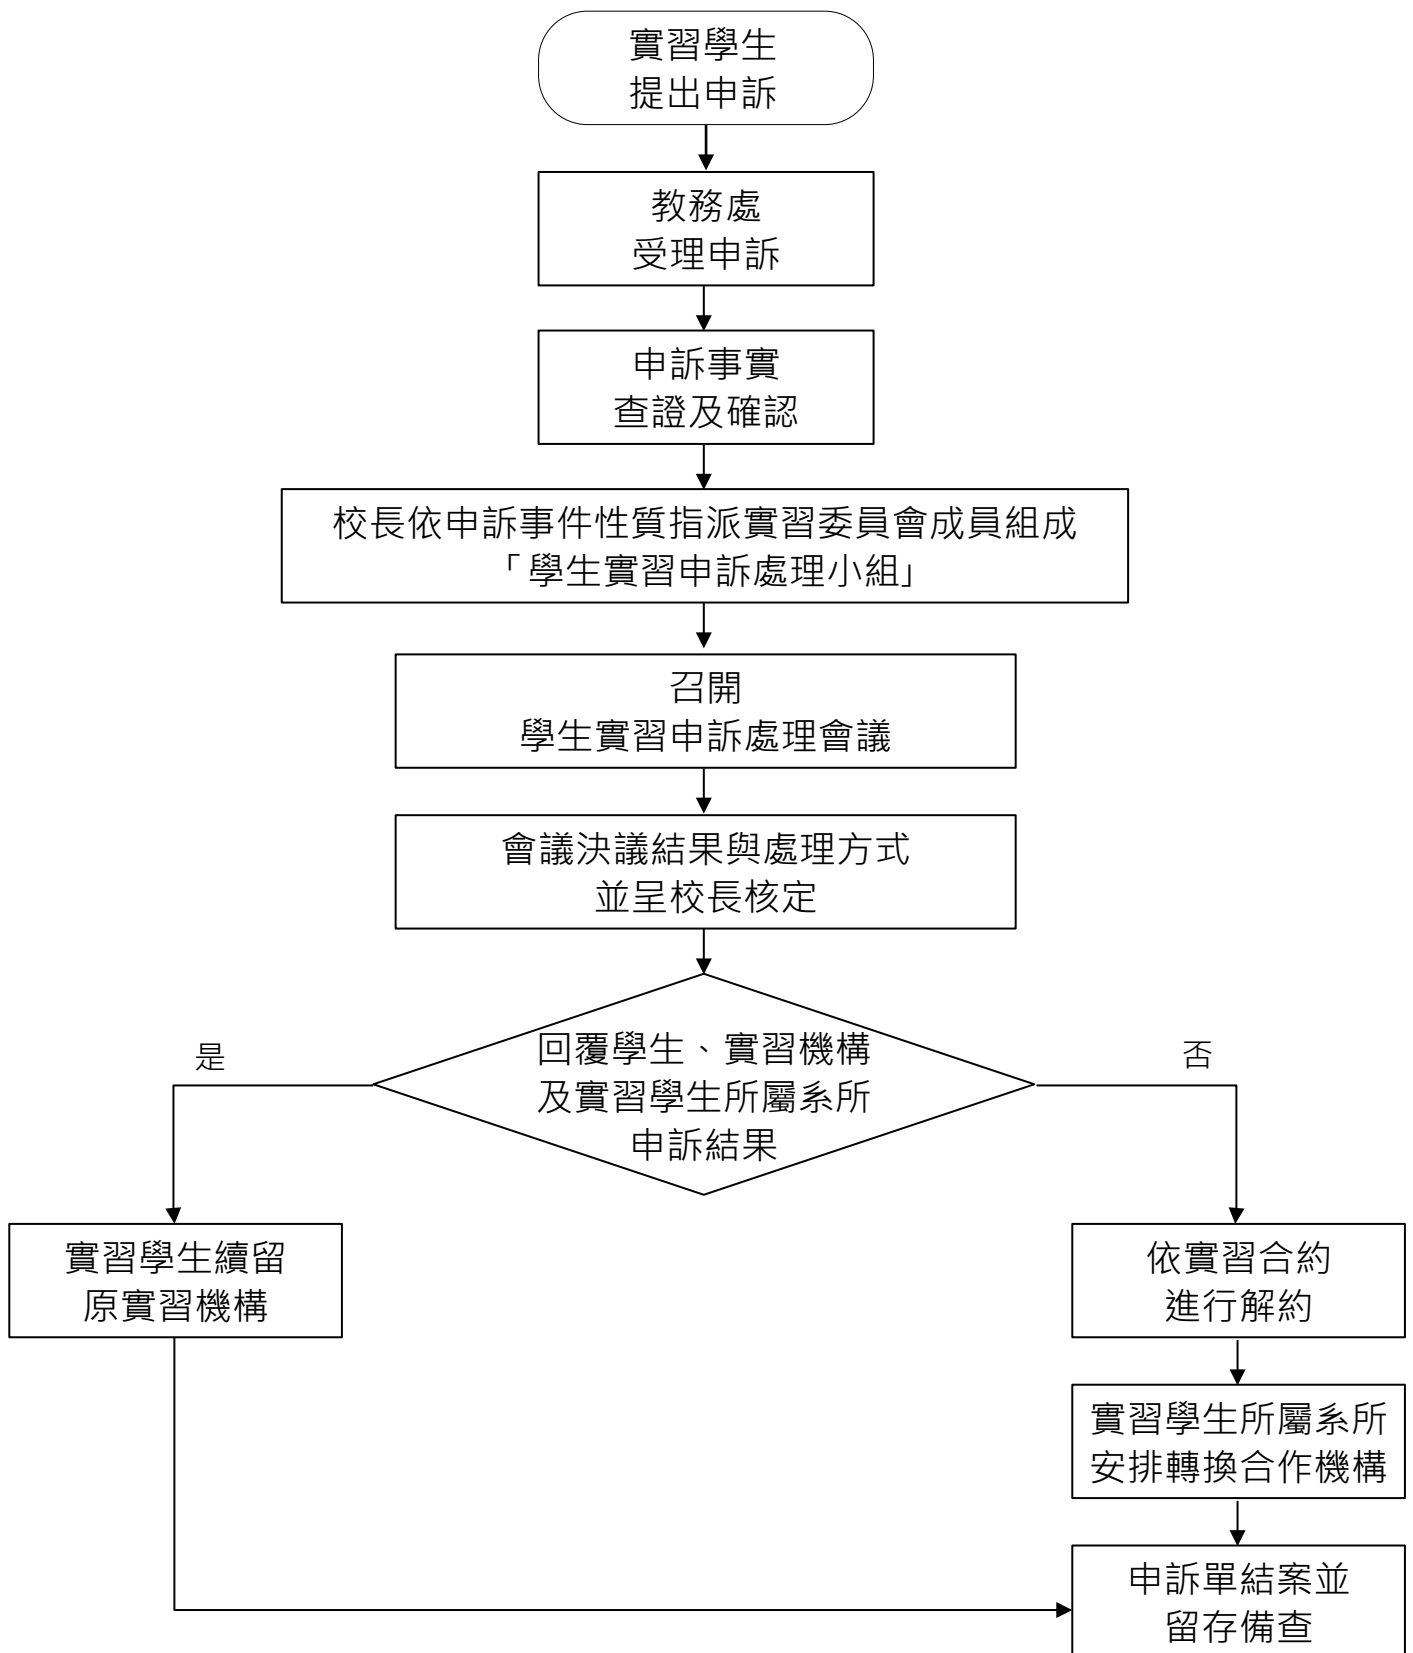 實習學生
提出申訴
教務處
受理申訴
申訴事實
查證及確認
校長依申訴事件性質指派實習委員會成員組成
「學生實習申訴處理小組」
召開
學生實習申訴處理會議
會議決議結果與處理方式
並呈校長核定
回覆學生、實習機構
及實習學生所屬系所
申訴結果
是
否
實習學生續留
原實習機構
依實習合約
進行解約
實習學生所屬系所
安排轉換合作機構
申訴單結案並
留存備查